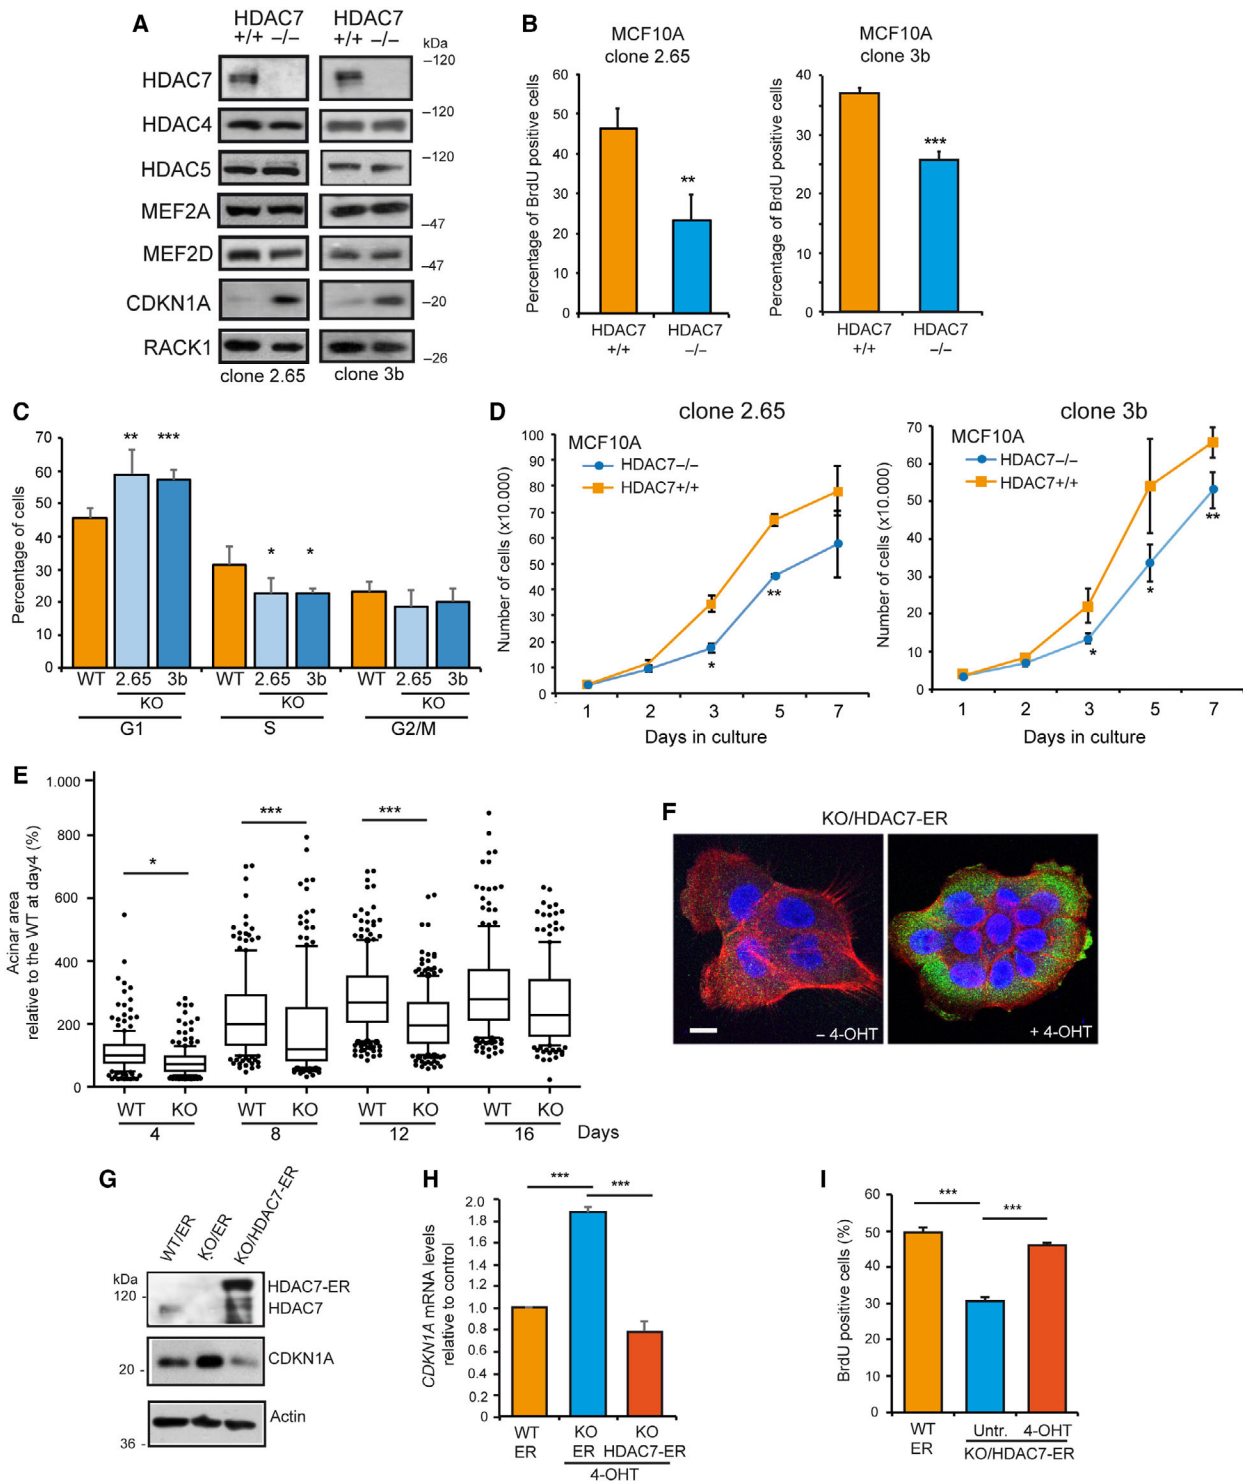 A
HDAC7 HDAC7
+/+ –/– +/+ –/– kDa
HDAC7 –120
HDAC4 –120
HDAC5 –120
MEF2A –47
MEF2D –47
CDKN1A –20
RACK1 –26
clone 2.65 clone 3b
B
MCF10A
clone 2.65
Percentage of BrdU positive cells
60
50
40
30
20
10
0
**
HDAC7 HDAC7
+/+ –/–
MCF10A
clone 3b
Percentage of BrdU positive cells
40
30
20
10
0
***
HDAC7 HDAC7
+/+ –/–
C
Percentage of cells
70
60
50
40
30
20
10
0
** ***
* *
WT 2.65 3b WT 2.65 3b WT 2.65 3b
KO KO KO
G1 S G2/M
D
clone 2.65
MCF10A
HDAC7–/–
HDAC7+/+
Number of cells (x10.000)
100
90
80
70
60
50
40
30
20
10
0
*
**
1 2 3 5 7
Days in culture
clone 3b
MCF10A
HDAC7–/–
HDAC7+/+
Number of cells (x10.000)
70
60
50
40
30
20
10
0
*
*
**
1 2 3 5 7
Days in culture
E
Acinar area
relative to the WT at day4 (%)
1.000
800
600
400
200
0
* *** ***
WT KO WT KO WT KO WT KO
4 8 12 16 Days
F
KO/HDAC7-ER
– 4-OHT + 4-OHT
G
WT/ER KO/ER KO/HDAC7-ER
kDa
120
HDAC7-ER
HDAC7
20 - CDKN1A
Actin
36 -
H
CDKN1A mRNA levels
relative to control
2.0
1.8
1.6
1.4
1.2
1.0
0.8
0.6
0.4
0.2
0
*** ***
WT KO KO
ER ER HDAC7-ER
4-OHT
I
BrdU positive cells (%)
60
50
40
30
20
10
0
*** ***
WT Untr. 4-OHT
ER KO/HDAC7-ER